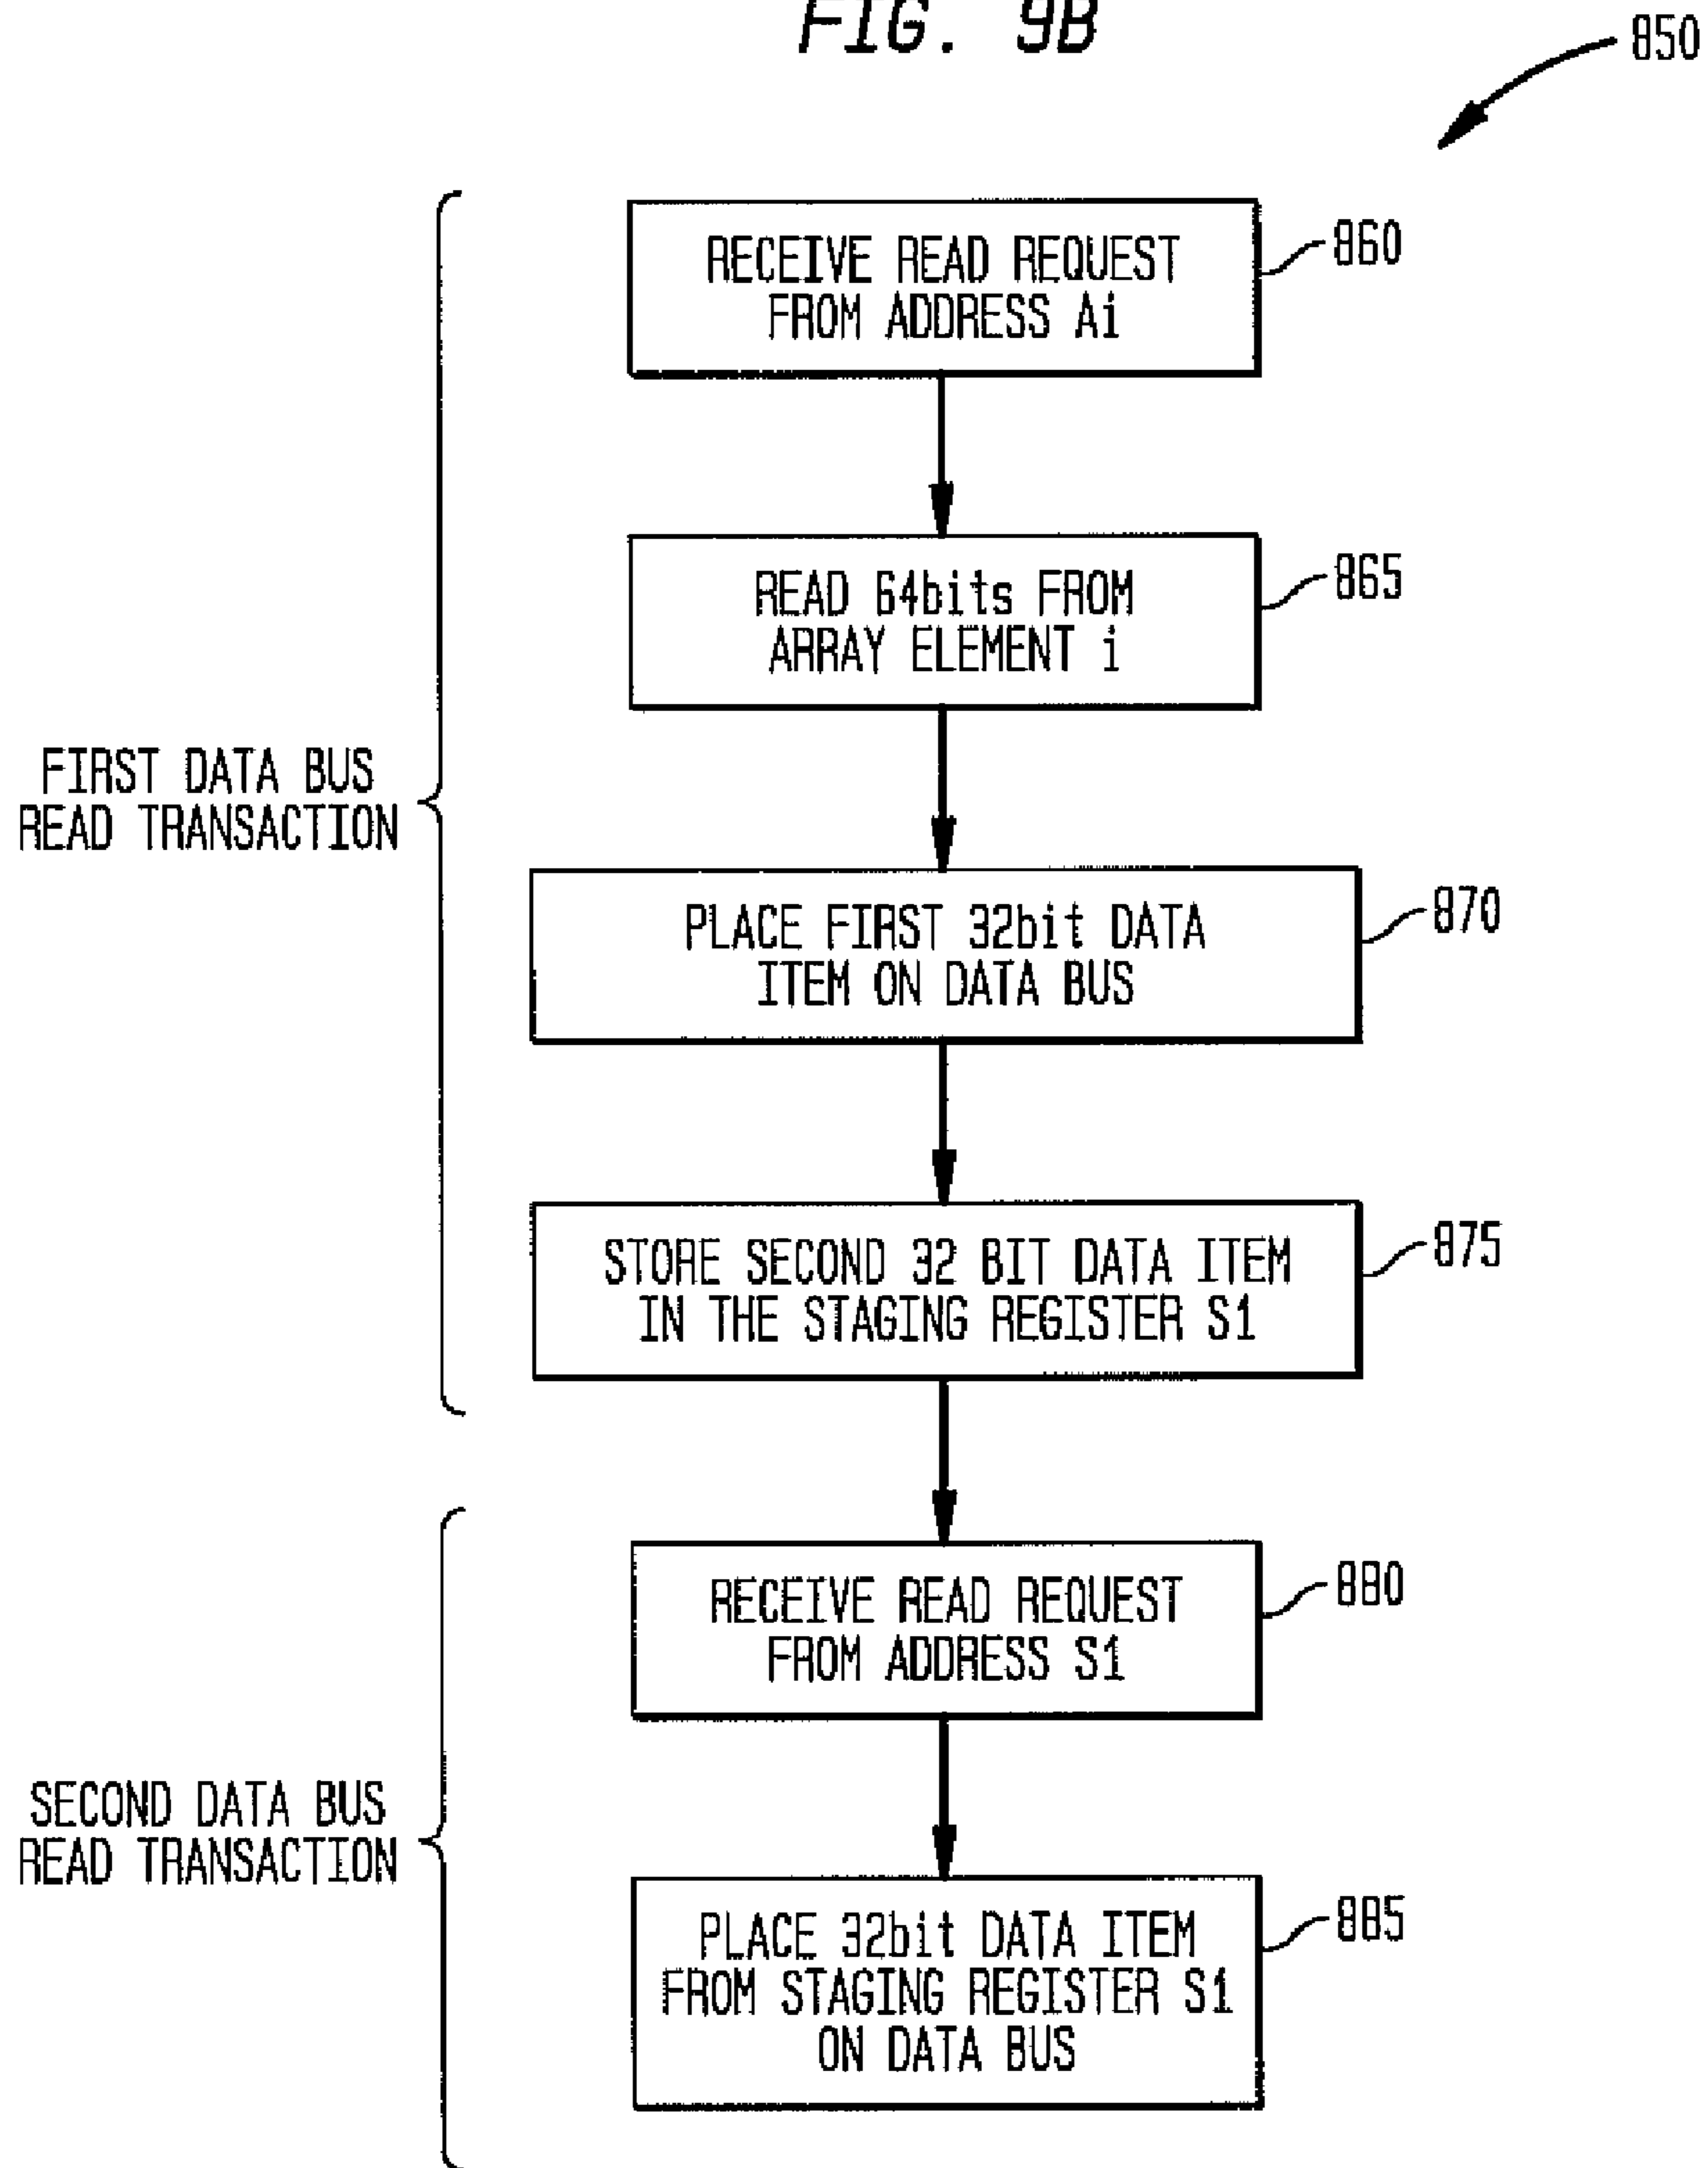 FIG. 9B
850
RECEIVE READ REQUEST
FROM ADDRESS Ai
860
READ 64bits FROM
ARRAY ELEMENT i
865
FIRST DATA BUS
READ TRANSACTION
PLACE FIRST 32bit DATA
ITEM ON DATA BUS
870
STORE SECOND 32 BIT DATA ITEM
IN THE STAGING REGISTER S1
875
RECEIVE READ REQUEST
FROM ADDRESS S1
880
SECOND DATA BUS
READ TRANSACTION
PLACE 32bit DATA ITEM
FROM STAGING REGISTER S1
ON DATA BUS
885